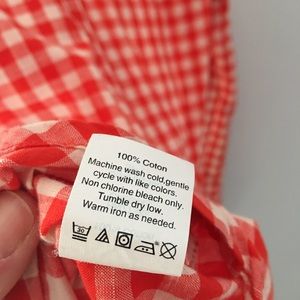 100% Coton
Machine wash cold,gentle
cycle with like colors.
Non chlorine bleach only.
Tumble dry low.
Warm iron as needed.